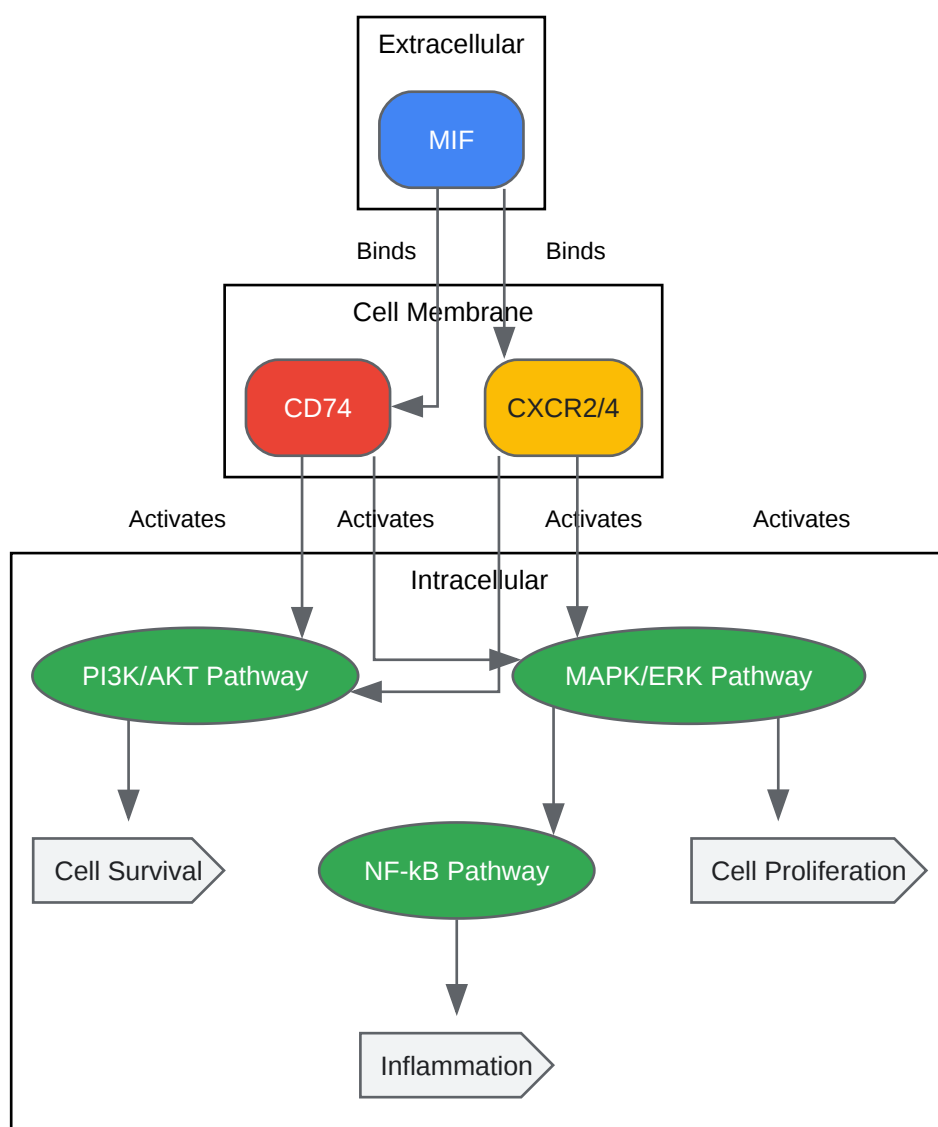 Extracellular
MIF
Binds
Binds
Cell Membrane
CD74
CXCR2/4
Activates
Activates
Activates
Activates
Intracellular
PI3K/AKT Pathway
MAPK/ERK Pathway
Cell Survival
NF-kB Pathway
Cell Proliferation
Inflammation